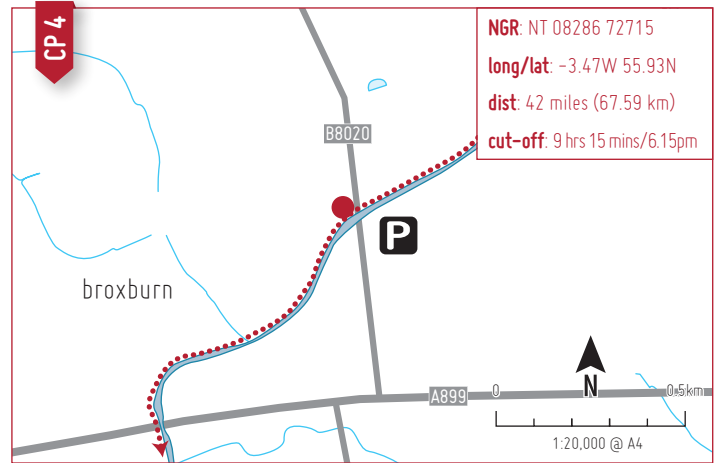 CP 4
NGR: NT 08286 72715
long/lat: -3.47W 55.93N
dist: 42 miles (67.59 km)
cut-off: 9 hrs 15 mins/6.15pm
B8020
P
broxburn
A899
0
N
0.5km
1:20,000 @ A4